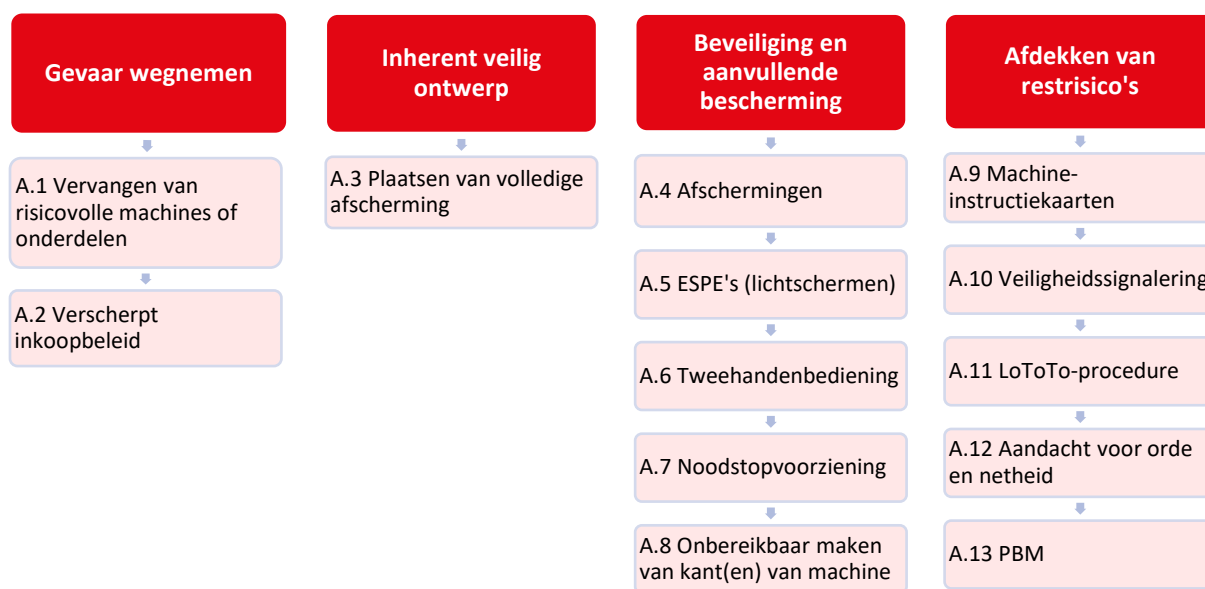 Gevaar wegnemen
A.1 Vervangen van
risicovolle machines of
onderdelen
A.2 Verscherpt
inkoopbeleid
Inherent veilig
ontwerp
A.3 Plaatsen van volledige
afscherming
Beveiliging en
aanvullende
bescherming
A.4 Afschermingen
A.5 ESPE's (lichtschermen)
A.6 Tweehandenbediening
A.7 Noodstopvoorziening
A.8 Onbereikbaar maken
van kant(en) van machine
Afdekken van
restrisico's
A.9 Machine-
instructiekaarten
A.10 Veiligheidssignalering
A.11 LoToTo-procedure
A.12 Aandacht voor orde
en netheid
A.13 PBM